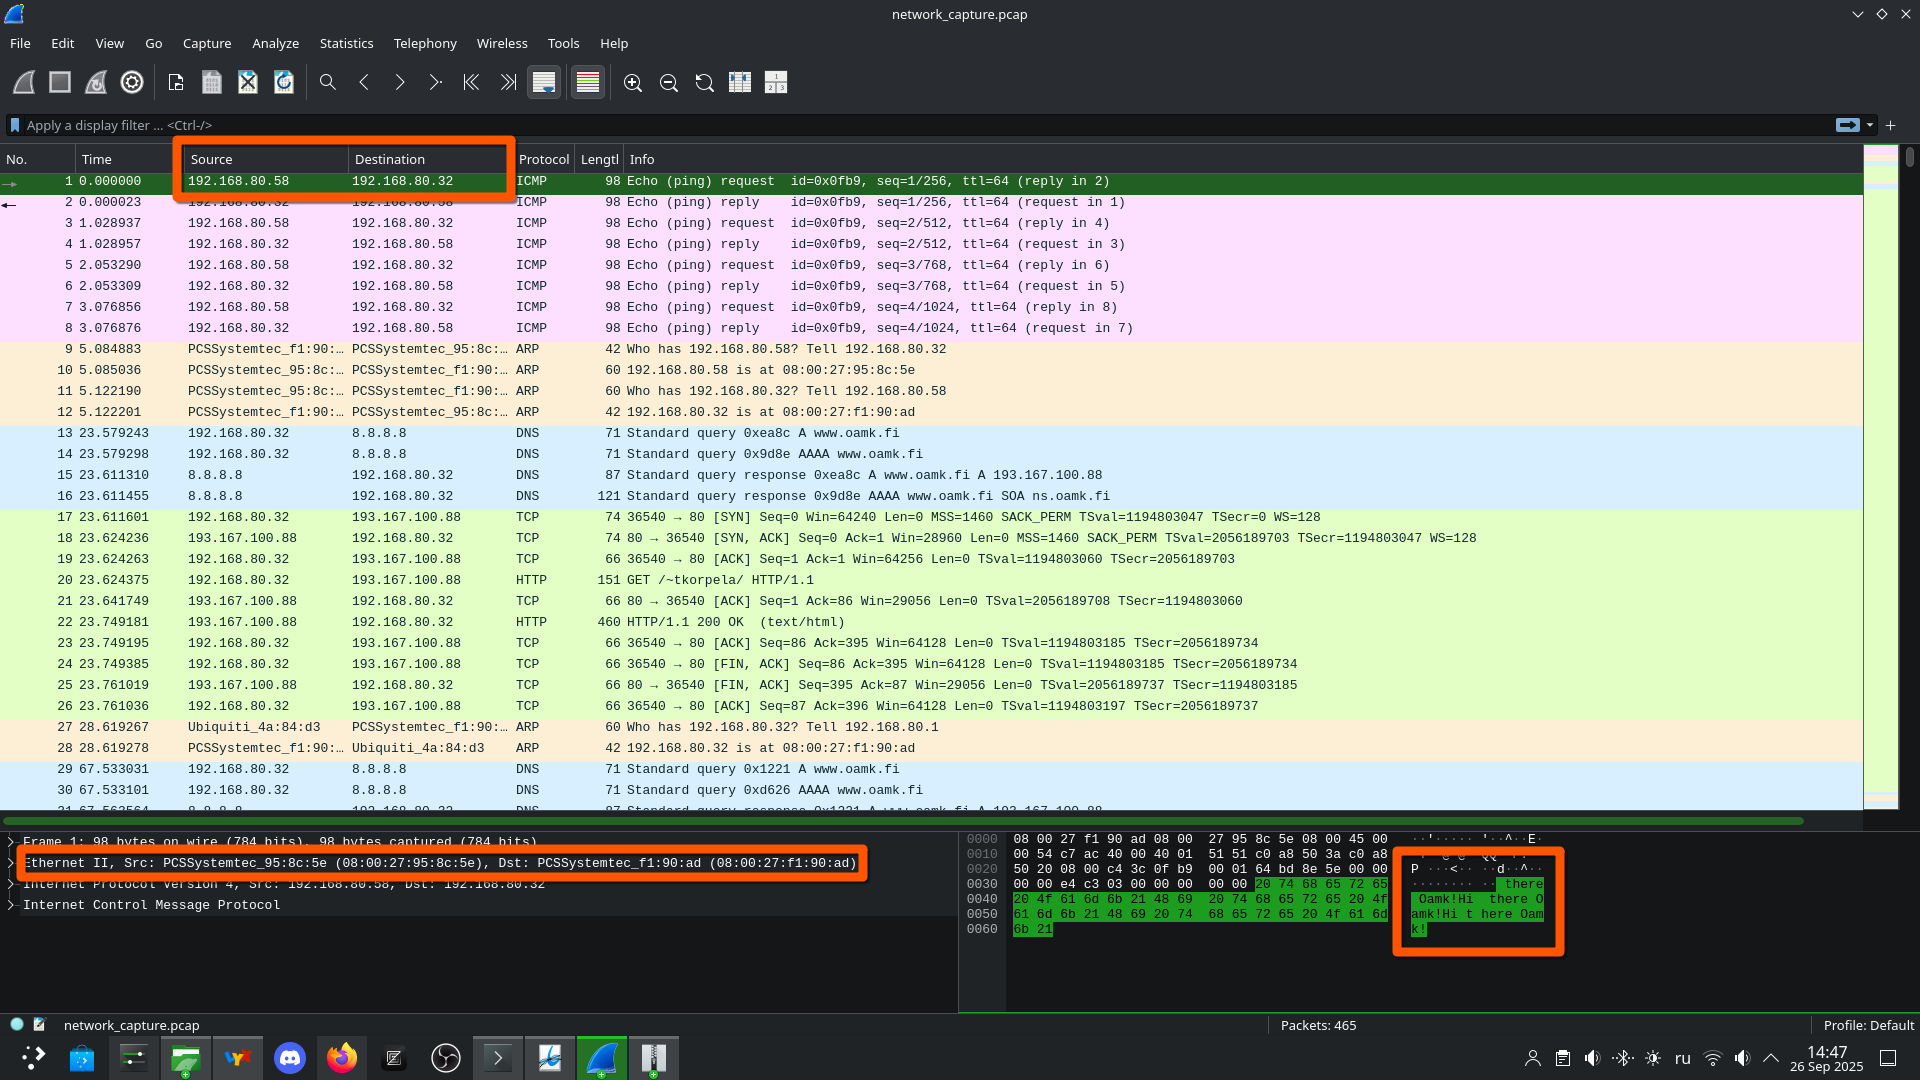 network_capture.pcap
File Edit View Go Capture Analyze Statistics Telephony Wireless Tools Help
Apply a display filter ... <Ctrl-/>
No. Time Source Destination Protocol Lengtl Info
1 0.000000 192.168.80.58 192.168.80.32 ICMP 98 Echo (ping) request id=0x0fb9, seq=1/256, ttl=64 (reply in 2)
2 0.000023 192.168.80.32 192.168.80.58 ICMP 98 Echo (ping) reply id=0x0fb9, seq=1/256, ttl=64 (request in 1)
3 1.028937 192.168.80.58 192.168.80.32 ICMP 98 Echo (ping) request id=0x0fb9, seq=2/512, ttl=64 (reply in 4)
4 1.028957 192.168.80.32 192.168.80.58 ICMP 98 Echo (ping) reply id=0x0fb9, seq=2/512, ttl=64 (request in 3)
5 2.053290 192.168.80.58 192.168.80.32 ICMP 98 Echo (ping) request id=0x0fb9, seq=3/768, ttl=64 (reply in 6)
6 2.053309 192.168.80.32 192.168.80.58 ICMP 98 Echo (ping) reply id=0x0fb9, seq=3/768, ttl=64 (request in 5)
7 3.076856 192.168.80.58 192.168.80.32 ICMP 98 Echo (ping) request id=0x0fb9, seq=4/1024, ttl=64 (reply in 8)
8 3.076876 192.168.80.32 192.168.80.58 ICMP 98 Echo (ping) reply id=0x0fb9, seq=4/1024, ttl=64 (request in 7)
9 5.084883 PCSSystemtec_f1:90:… PCSSystemtec_95:8c:… ARP 42 Who has 192.168.80.58? Tell 192.168.80.32
10 5.085036 PCSSystemtec_95:8c:… PCSSystemtec_f1:90:… ARP 60 192.168.80.58 is at 08:00:27:95:8c:5e
11 5.122190 PCSSystemtec_95:8c:… PCSSystemtec_f1:90:… ARP 60 Who has 192.168.80.32? Tell 192.168.80.58
12 5.122201 PCSSystemtec_f1:90:… PCSSystemtec_95:8c:… ARP 42 192.168.80.32 is at 08:00:27:f1:90:ad
13 23.579243 192.168.80.32 8.8.8.8 DNS 71 Standard query 0xea8c A www.oamk.fi
14 23.579298 192.168.80.32 8.8.8.8 DNS 71 Standard query 0x9d8e AAAA www.oamk.fi
15 23.611310 8.8.8.8 192.168.80.32 DNS 87 Standard query response 0xea8c A www.oamk.fi A 193.167.100.88
16 23.611455 8.8.8.8 192.168.80.32 DNS 121 Standard query response 0x9d8e AAAA www.oamk.fi SOA ns.oamk.fi
17 23.611601 192.168.80.32 193.167.100.88 TCP 74 36540 → 80 [SYN] Seq=0 Win=64240 Len=0 MSS=1460 SACK_PERM TSval=1194803047 TSecr=0 WS=128
18 23.624236 193.167.100.88 192.168.80.32 TCP 74 80 → 36540 [SYN, ACK] Seq=0 Ack=1 Win=28960 Len=0 MSS=1460 SACK_PERM TSval=2056189703 TSecr=1194803047 WS=128
19 23.624263 192.168.80.32 193.167.100.88 TCP 66 36540 → 80 [ACK] Seq=1 Ack=1 Win=64256 Len=0 TSval=1194803060 TSecr=2056189703
20 23.624375 192.168.80.32 193.167.100.88 HTTP 151 GET /~tkorpela/ HTTP/1.1
21 23.641749 193.167.100.88 192.168.80.32 TCP 66 80 → 36540 [ACK] Seq=1 Ack=86 Win=29056 Len=0 TSval=2056189708 TSecr=1194803060
22 23.749181 193.167.100.88 192.168.80.32 HTTP 460 HTTP/1.1 200 OK (text/html)
23 23.749195 192.168.80.32 193.167.100.88 TCP 66 36540 → 80 [ACK] Seq=86 Ack=395 Win=64128 Len=0 TSval=1194803185 TSecr=2056189734
24 23.749385 192.168.80.32 193.167.100.88 TCP 66 36540 → 80 [FIN, ACK] Seq=86 Ack=395 Win=64128 Len=0 TSval=1194803185 TSecr=2056189734
25 23.761019 193.167.100.88 192.168.80.32 TCP 66 80 → 36540 [FIN, ACK] Seq=395 Ack=87 Win=29056 Len=0 TSval=2056189737 TSecr=1194803185
26 23.761036 192.168.80.32 193.167.100.88 TCP 66 36540 → 80 [ACK] Seq=87 Ack=396 Win=64128 Len=0 TSval=1194803197 TSecr=2056189737
27 28.619267 Ubiquiti_4a:84:d3 PCSSystemtec_f1:90:… ARP 60 Who has 192.168.80.32? Tell 192.168.80.1
28 28.619278 PCSSystemtec_f1:90:… Ubiquiti_4a:84:d3 ARP 42 192.168.80.32 is at 08:00:27:f1:90:ad
29 67.533031 192.168.80.32 8.8.8.8 DNS 71 Standard query 0x1221 A www.oamk.fi
30 67.533101 192.168.80.32 8.8.8.8 DNS 71 Standard query 0xd626 AAAA www.oamk.fi
31 67.563564 8.8.8.8 192.168.80.32 DNS 87 Standard query response 0x1221 A www.oamk.fi A 193.167.100.88
Frame 1: 98 bytes on wire (784 bits), 98 bytes captured (784 bits)
Ethernet II, Src: PCSSystemtec_95:8c:5e (08:00:27:95:8c:5e), Dst: PCSSystemtec_f1:90:ad (08:00:27:f1:90:ad)
Internet Protocol Version 4, Src: 192.168.80.58, Dst: 192.168.80.32
Internet Control Message Protocol
0000 08 00 27 f1 90 ad 08 00 27 95 8c 5e 08 00 45 00 ··'····· '··^··E·
0010 00 54 c7 ac 40 00 40 01 51 51 c0 a8 50 3a c0 a8
0020 50 20 08 00 c4 3c 0f b9 00 01 64 bd 8e 5e 00 00 P ···<·· ··d··^··
0030 00 00 e4 c3 03 00 00 00 00 00 20 74 68 65 72 65 ········ ·· there
0040 20 4f 61 6d 6b 21 48 69 20 74 68 65 72 65 20 4f Oamk!Hi there O
0050 61 6d 6b 21 48 69 20 74 68 65 72 65 20 4f 61 6d amk!Hi t here Oam
0060 6b 21 k!
network_capture.pcap Packets: 465 Profile: Default
ru
14:47
26 Sep 2025